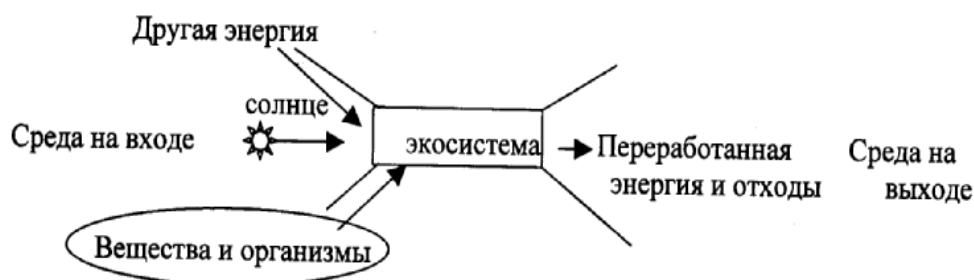 Другая энергия
солнце
Среда на входе
экосистема
Переработанная
энергия и отходы
Среда на
выходе
Вещества и организмы